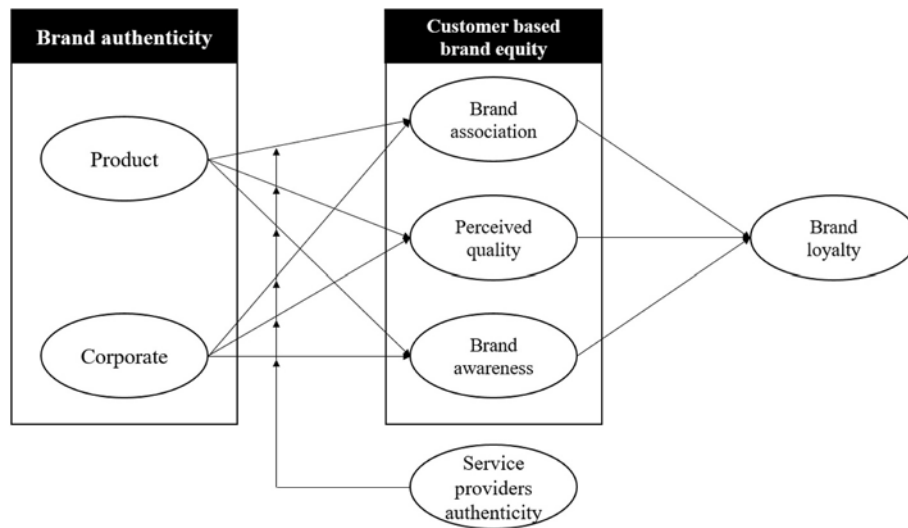 Brand authenticity
Customer based
brand equity
Product
Corporate
Brand
association
Perceived
quality
Brand
awareness
Brand
loyalty
Service
providers
authenticity